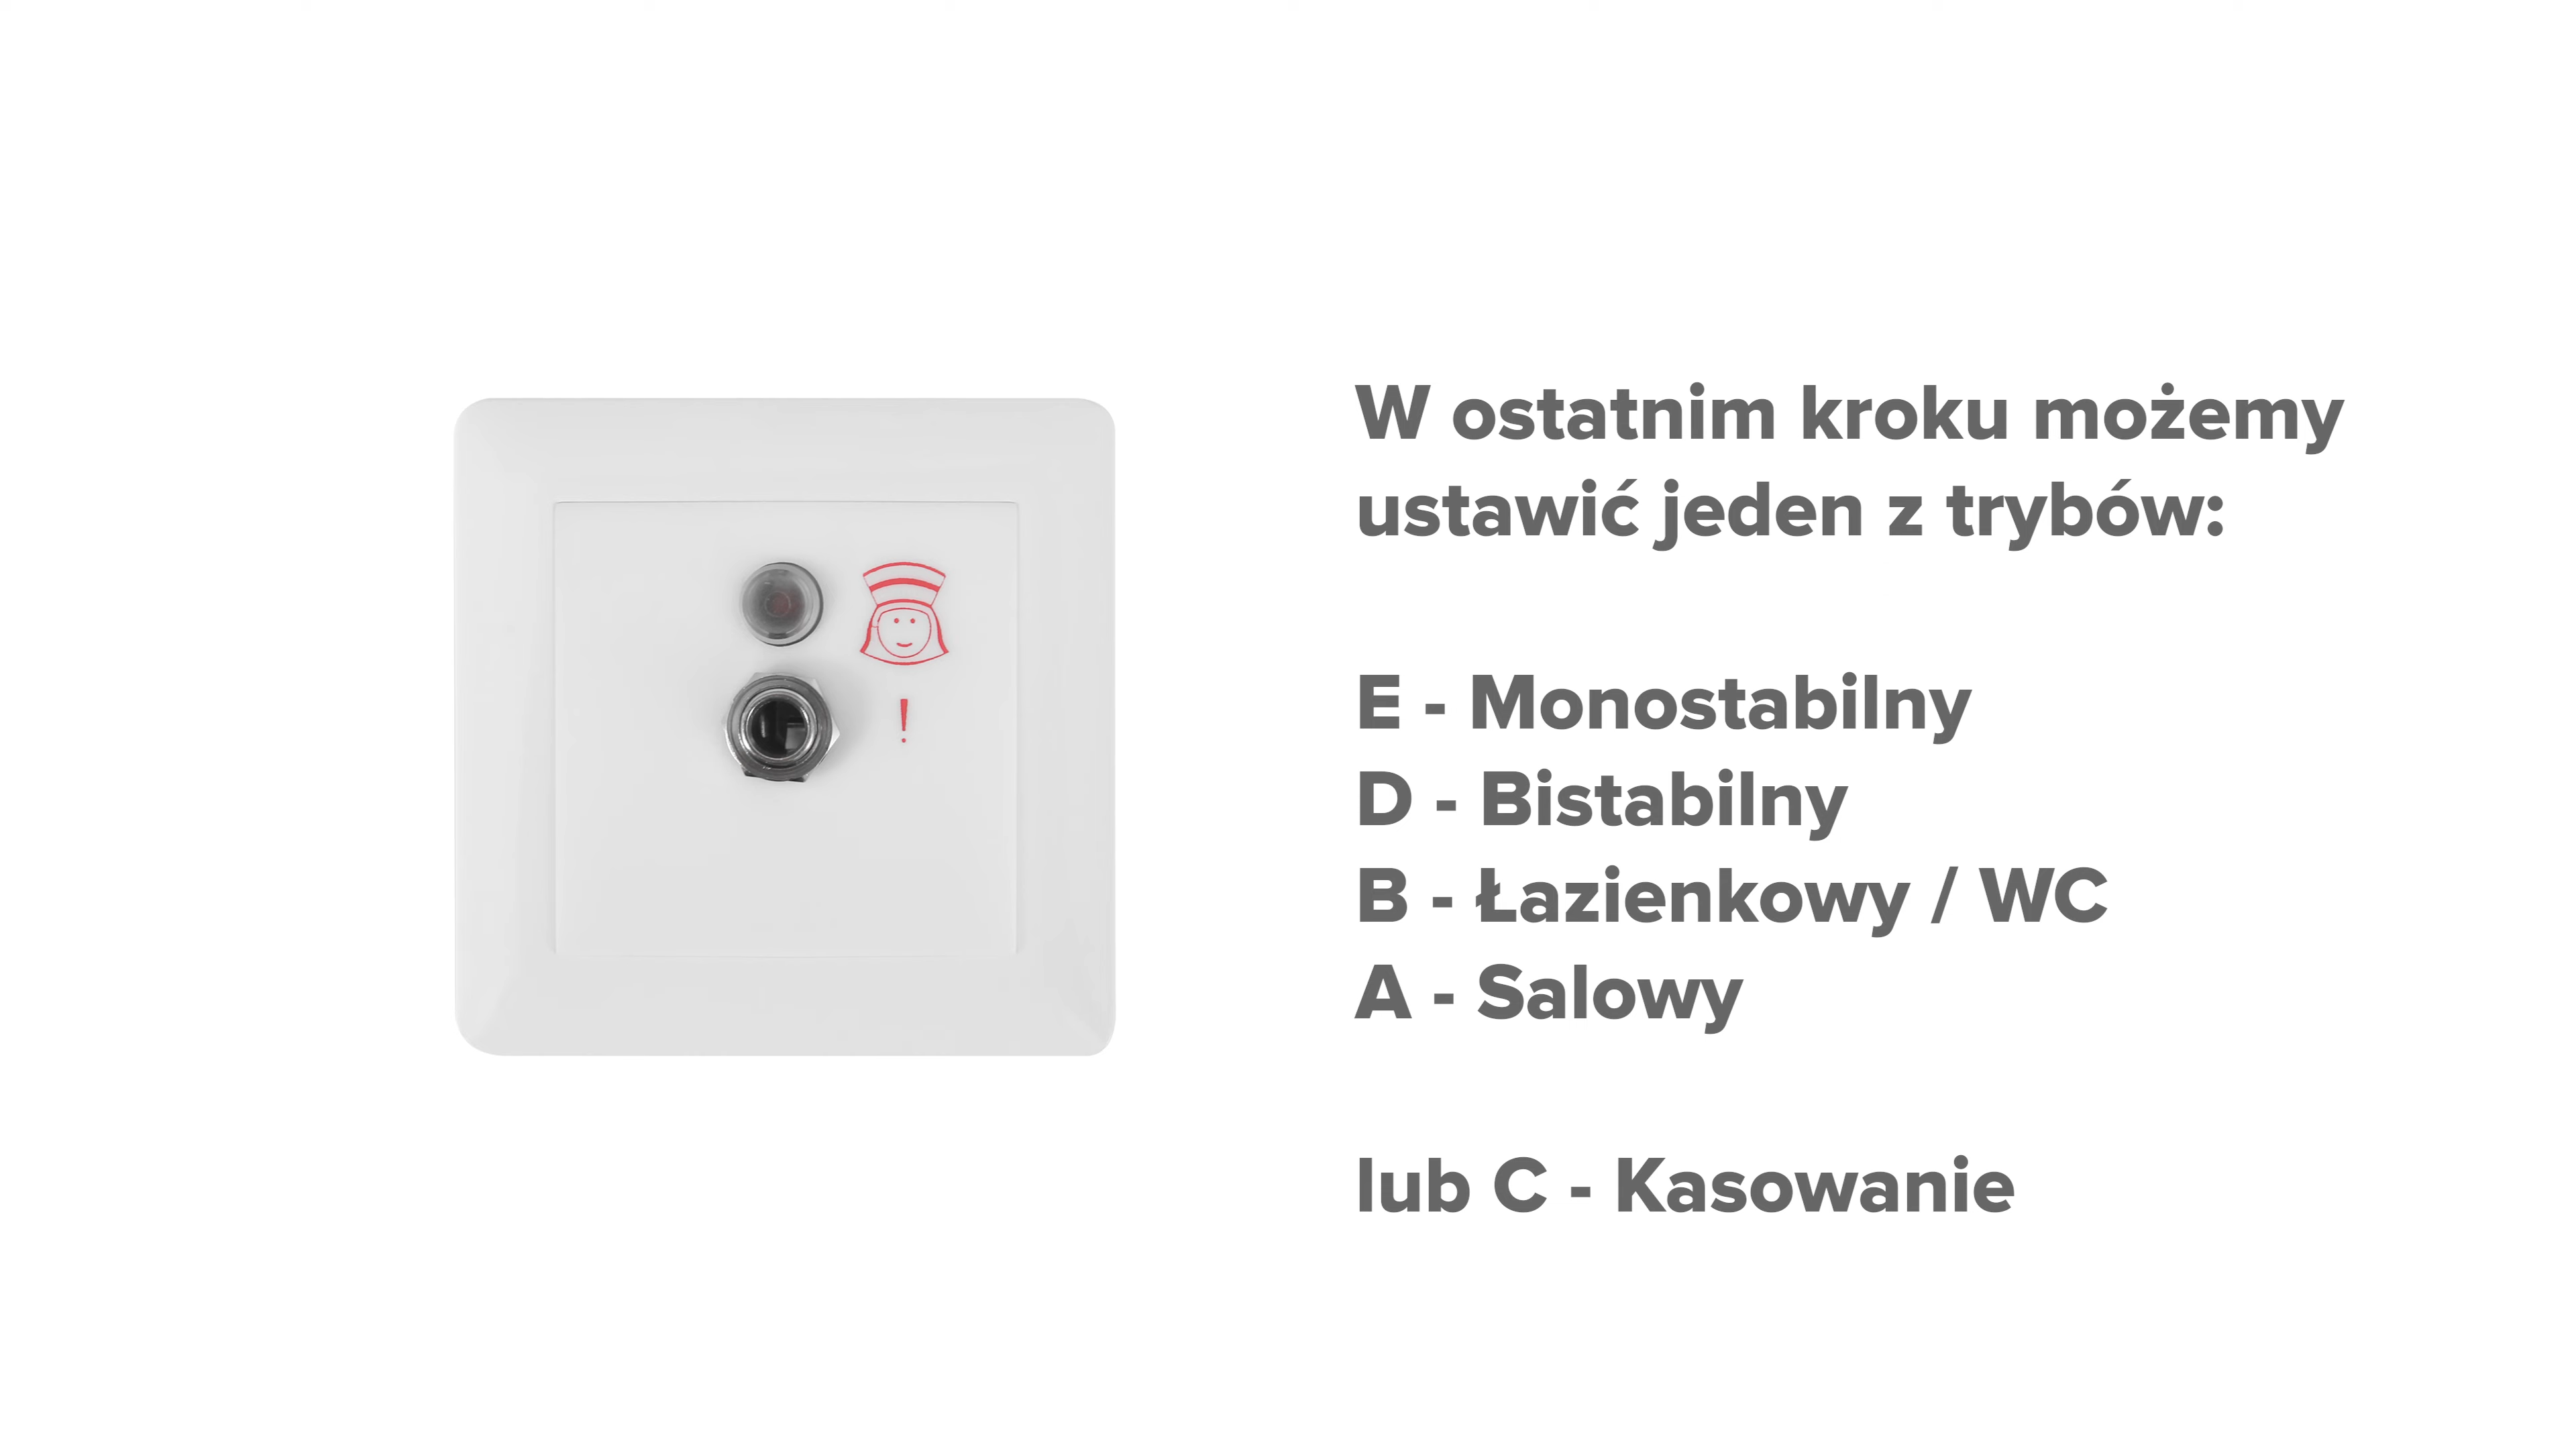 W ostatnim kroku możemy
ustawić jeden z trybów:
E - Monostabilny
D - Bistabilny
B - Łazienkowy / WC
A - Salowy
lub C - Kasowanie
!